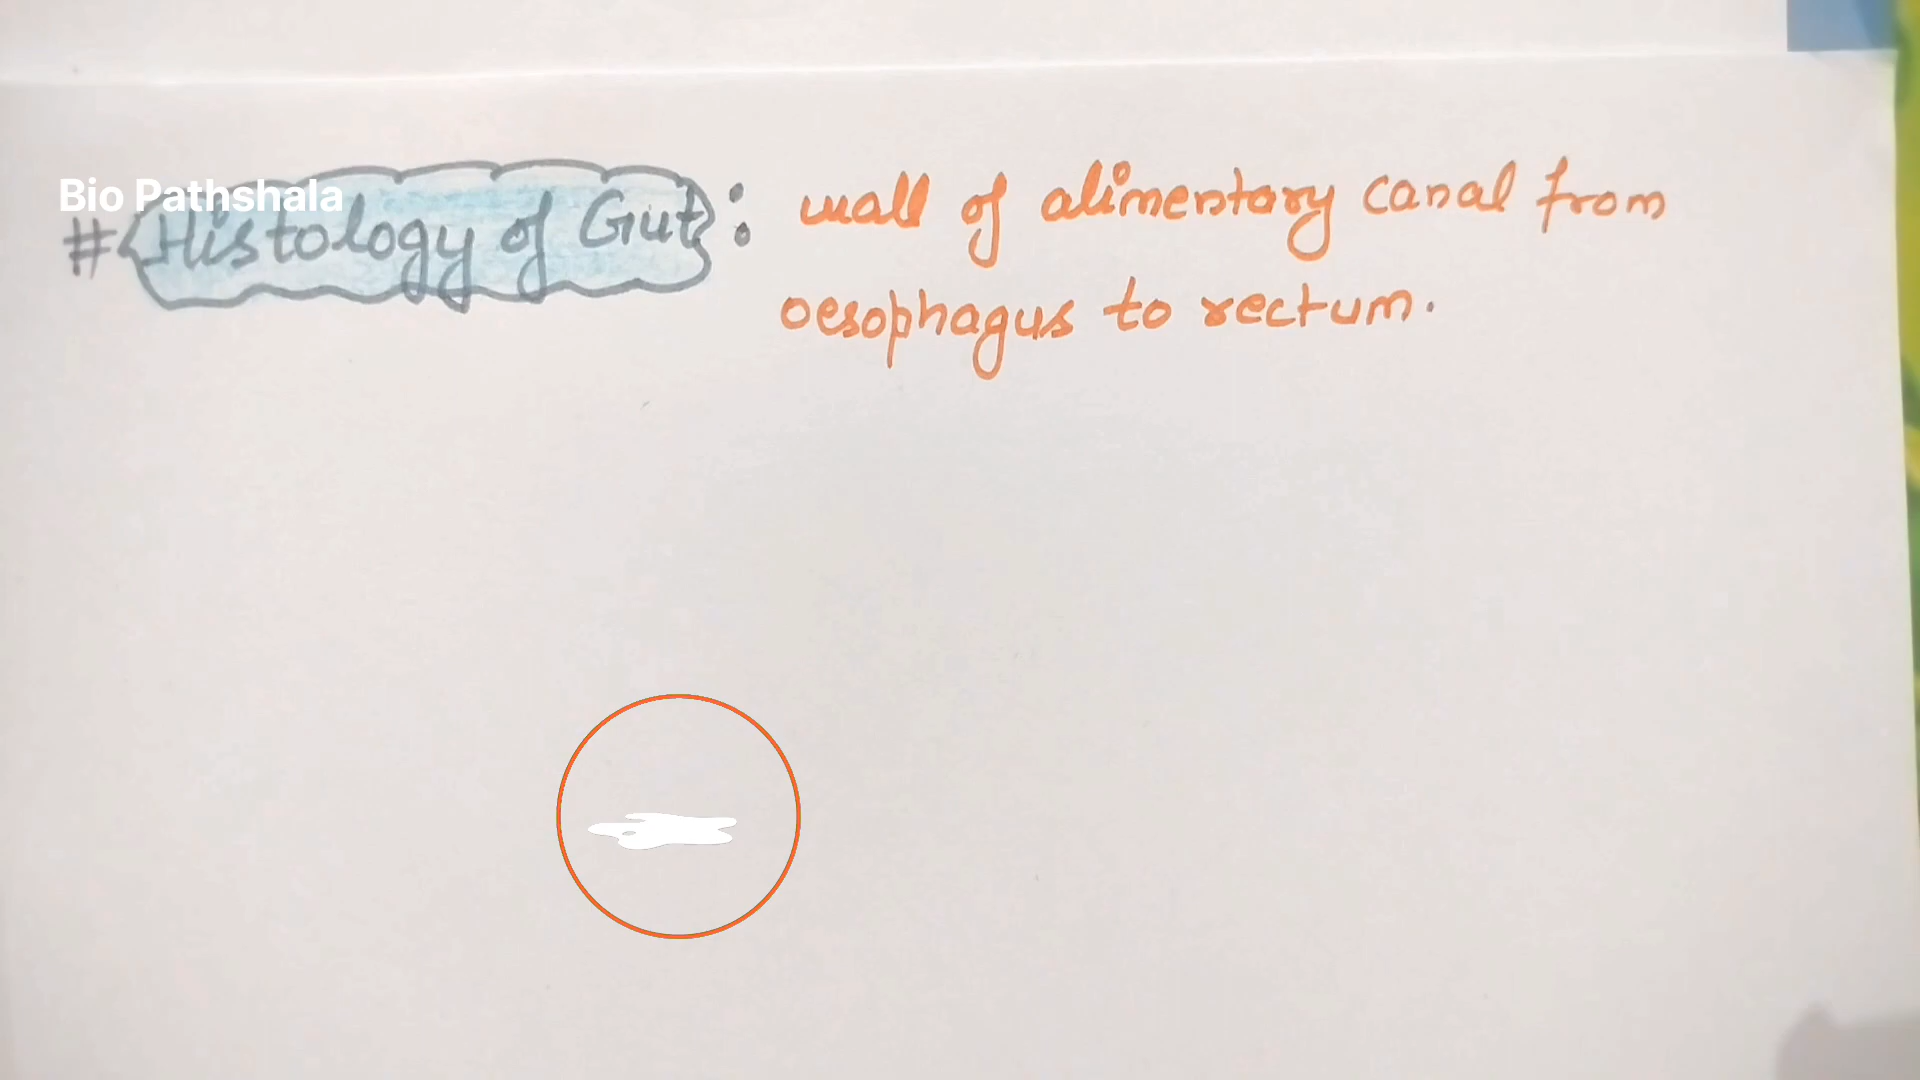 Bio Pathshala
# Histology of Gut : wall of alimentary canal from
oesophagus to rectum.